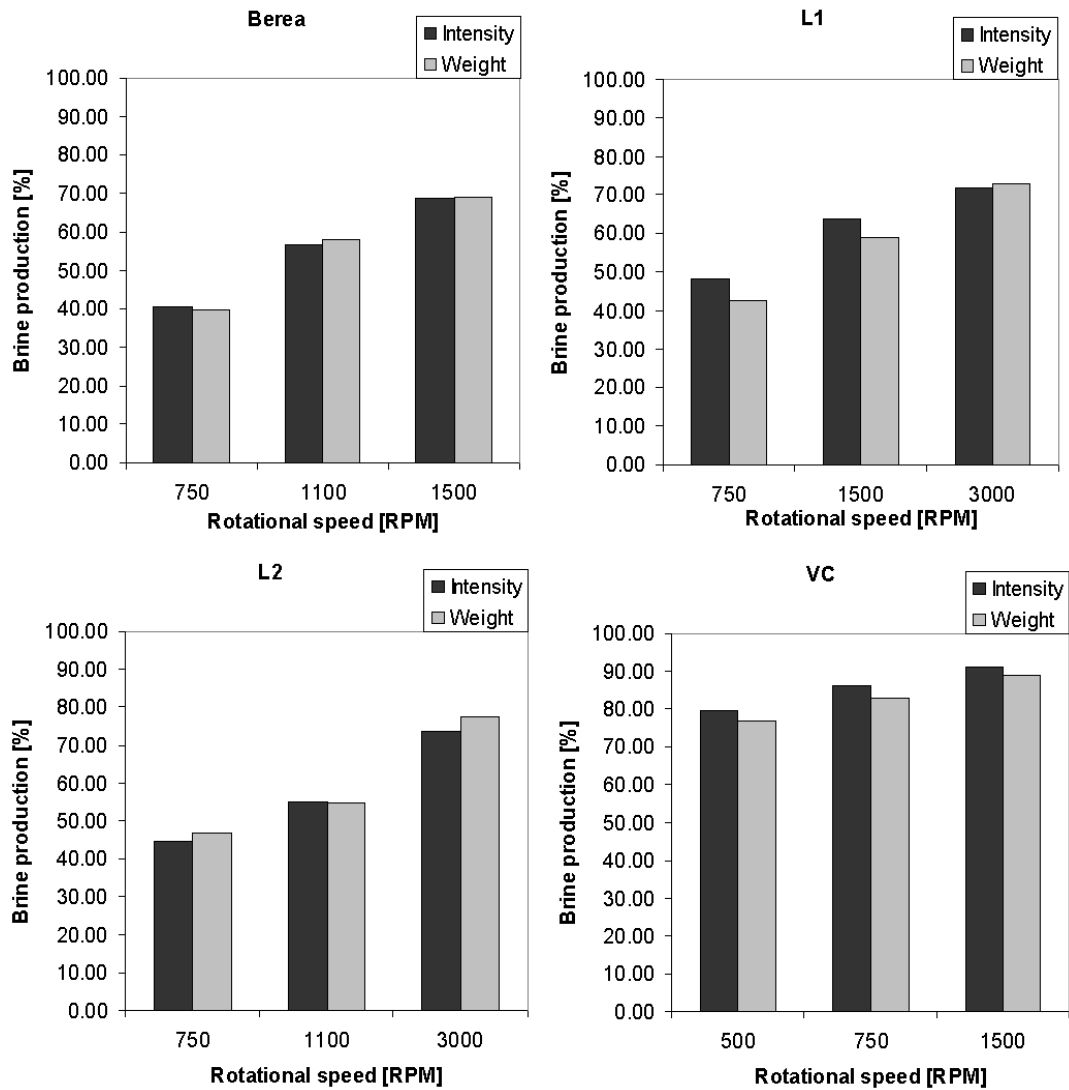 Berea
Intensity
Weight
100.00
90.00
80.00
70.00
60.00
50.00
40.00
30.00
20.00
10.00
0.00
Brine production [%]
750 1100 1500
Rotational speed [RPM]
L1
Intensity
Weight
100.00
90.00
80.00
70.00
60.00
50.00
40.00
30.00
20.00
10.00
0.00
Brine production [%]
750 1500 3000
Rotational speed [RPM]
L2
Intensity
Weight
100.00
90.00
80.00
70.00
60.00
50.00
40.00
30.00
20.00
10.00
0.00
Brine production [%]
750 1100 3000
Rotational speed [RPM]
VC
Intensity
Weight
100.00
90.00
80.00
70.00
60.00
50.00
40.00
30.00
20.00
10.00
0.00
Brine production [%]
500 750 1500
Rotational speed [RPM]